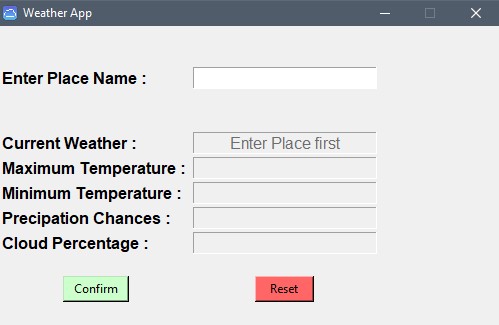 Weather App
Enter Place Name :
Current Weather : Enter Place first
Maximum Temperature :
Minimum Temperature :
Precipation Chances :
Cloud Percentage :
Confirm Reset